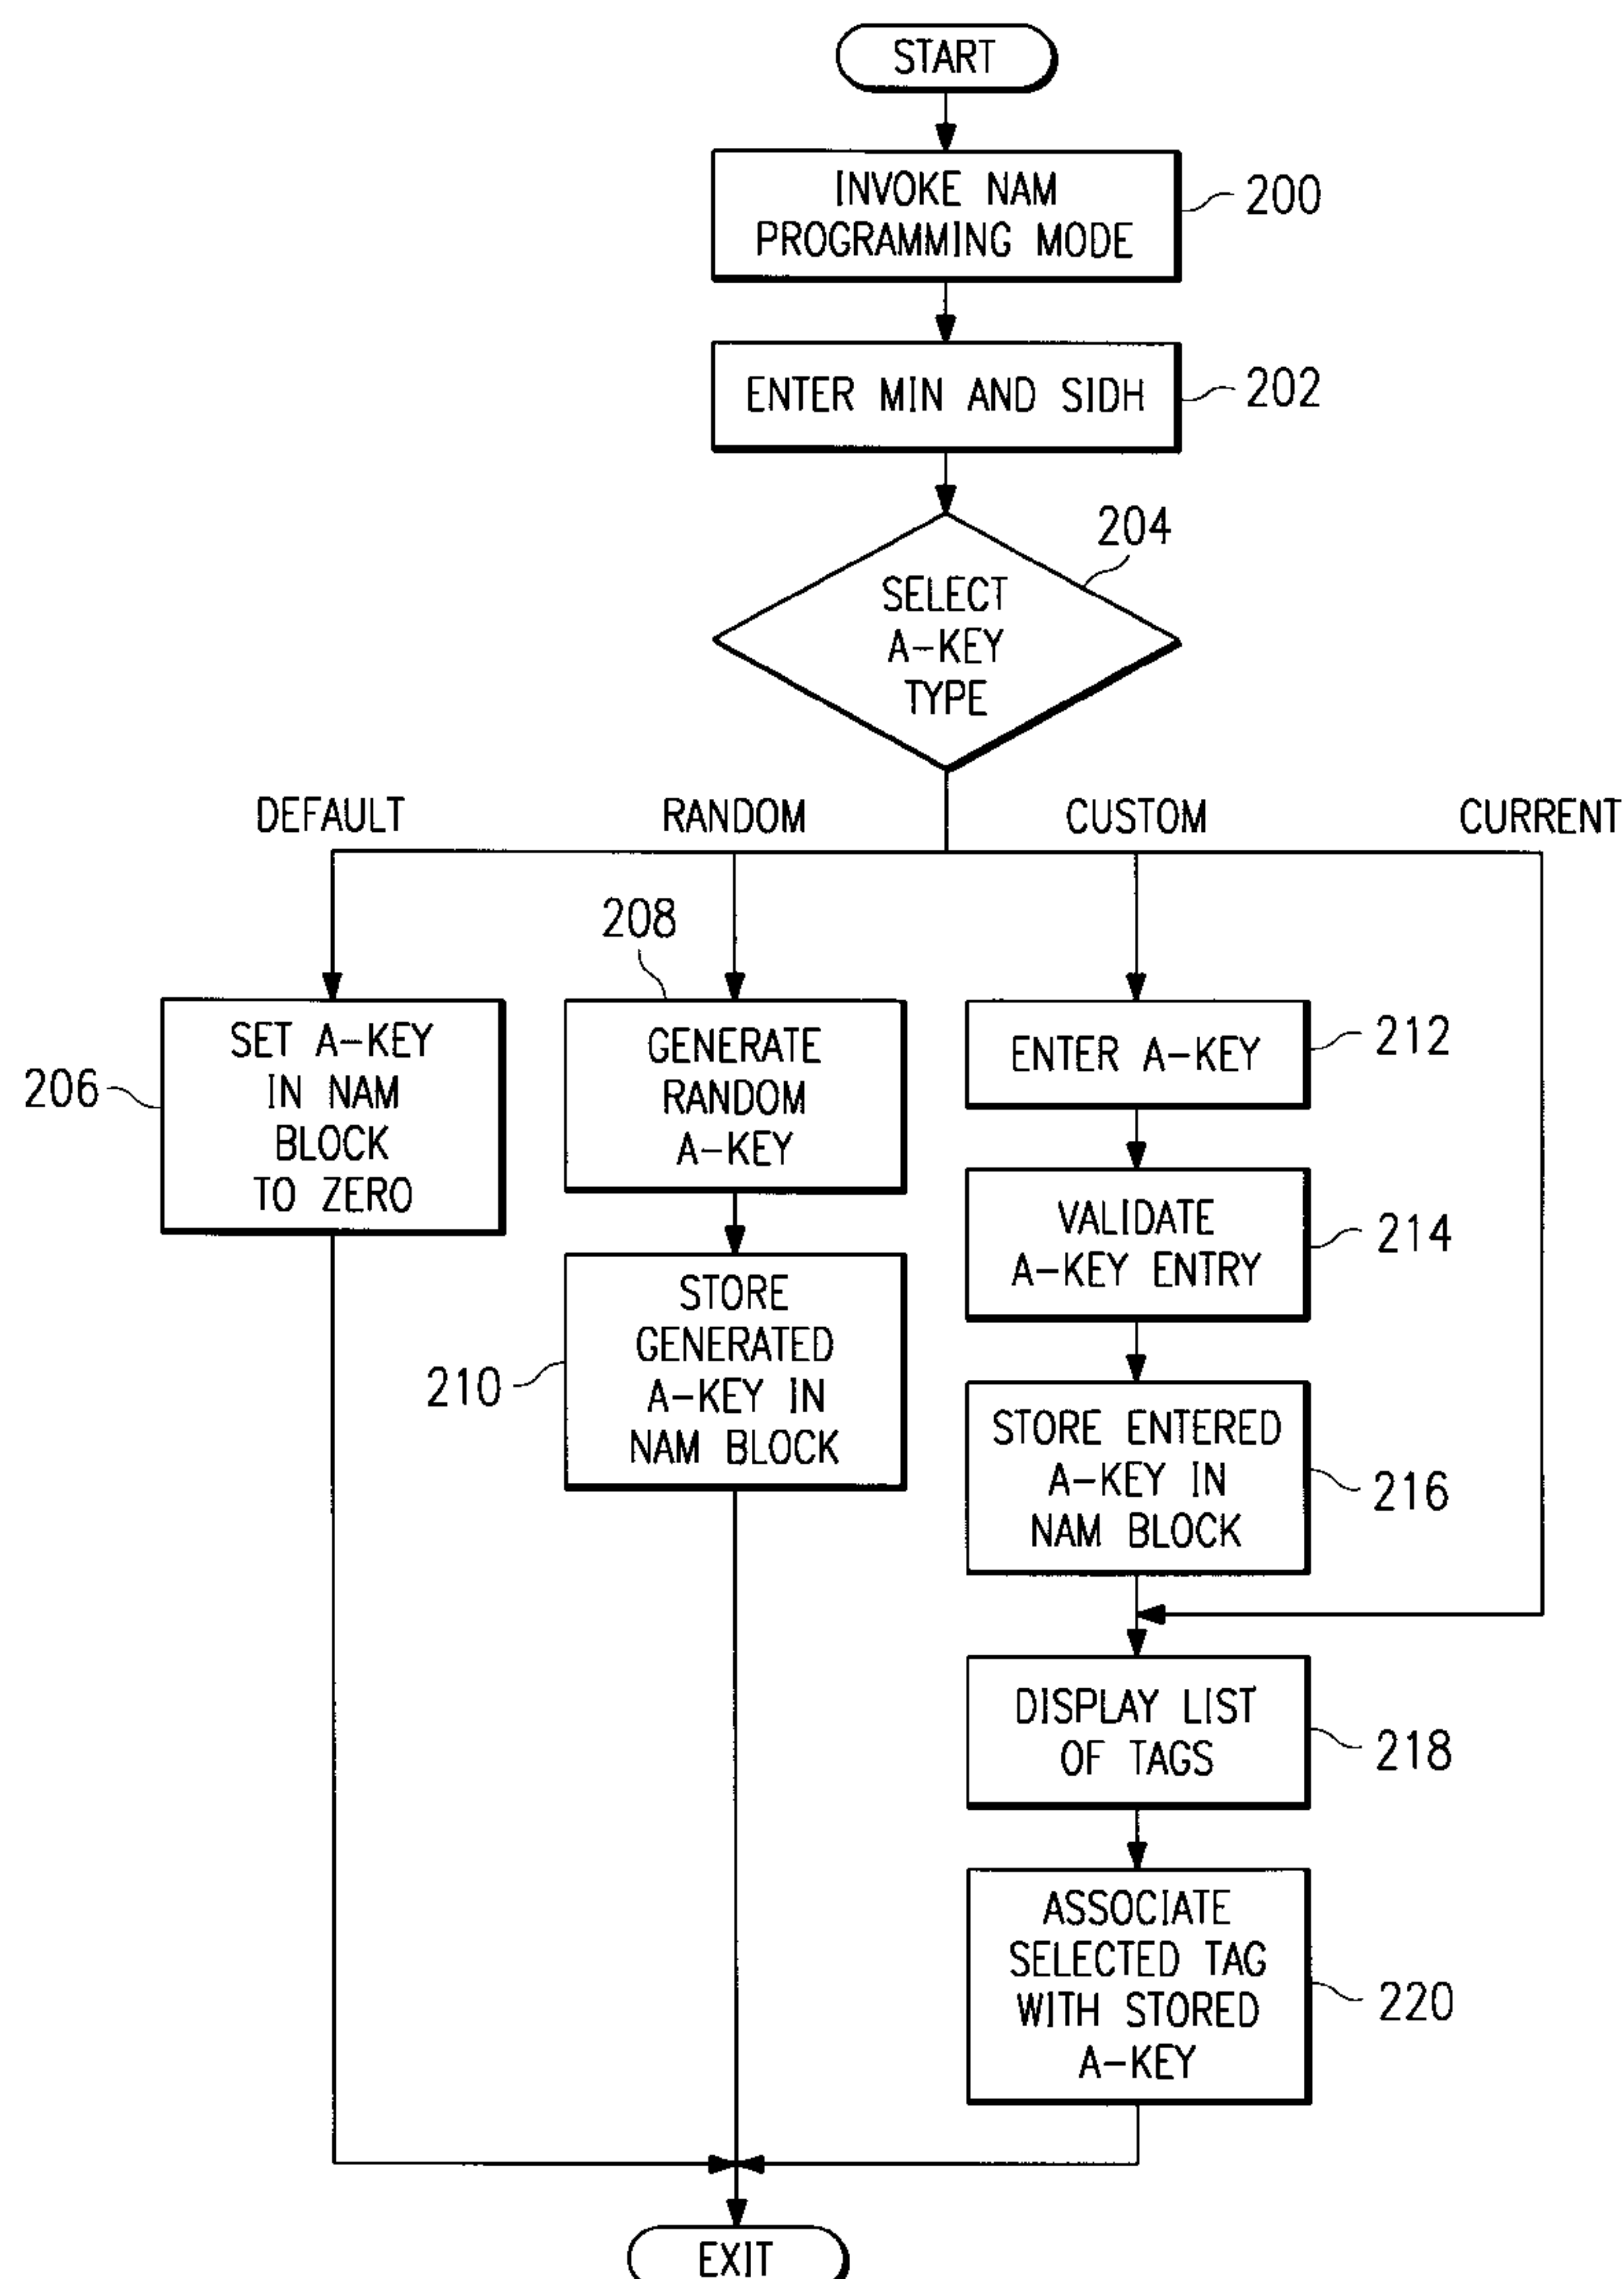 START
INVOKE NAM
PROGRAMMING MODE
200
ENTER MIN AND SIDH
202
204
SELECT
A-KEY
TYPE
DEFAULT
RANDOM
CUSTOM
CURRENT
206
SET A-KEY
IN NAM
BLOCK
TO ZERO
208
GENERATE
RANDOM
A-KEY
210
STORE
GENERATED
A-KEY IN
NAM BLOCK
ENTER A-KEY
212
VALIDATE
A-KEY ENTRY
214
STORE ENTERED
A-KEY IN
NAM BLOCK
216
DISPLAY LIST
OF TAGS
218
ASSOCIATE
SELECTED TAG
WITH STORED
A-KEY
220
EXIT